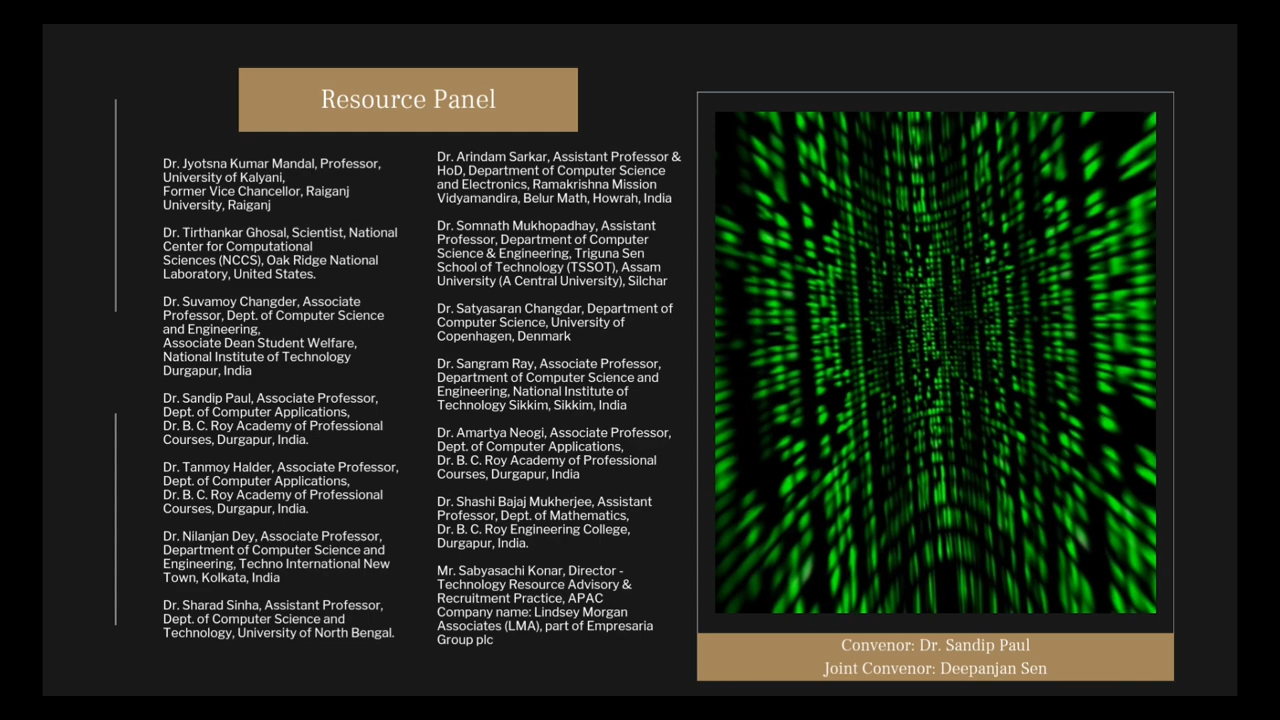 Resource Panel
Dr. Jyotsna Kumar Mandal, Professor,
University of Kalyani,
Former Vice Chancellor, Raiganj
University, Raiganj
Dr. Tirthankar Ghosal, Scientist, National
Center for Computational
Sciences (NCCS), Oak Ridge National
Laboratory, United States.
Dr. Suvamoy Changder, Associate
Professor, Dept. of Computer Science
and Engineering,
Associate Dean Student Welfare,
National Institute of Technology
Durgapur, India
Dr. Sandip Paul, Associate Professor,
Dept. of Computer Applications,
Dr. B. C. Roy Academy of Professional
Courses, Durgapur, India.
Dr. Tanmoy Halder, Associate Professor,
Dept. of Computer Applications,
Dr. B. C. Roy Academy of Professional
Courses, Durgapur, India.
Dr. Nilanjan Dey, Associate Professor,
Department of Computer Science and
Engineering, Techno International New
Town, Kolkata, India
Dr. Sharad Sinha, Assistant Professor,
Dept. of Computer Science and
Technology, University of North Bengal.
Dr. Arindam Sarkar, Assistant Professor &
HoD, Department of Computer Science
and Electronics, Ramakrishna Mission
Vidyamandira, Belur Math, Howrah, India
Dr. Somnath Mukhopadhay, Assistant
Professor, Department of Computer
Science & Engineering, Triguna Sen
School of Technology (TSSOT), Assam
University (A Central University), Silchar
Dr. Satyasaran Changdar, Department of
Computer Science, University of
Copenhagen, Denmark
Dr. Sangram Ray, Associate Professor,
Department of Computer Science and
Engineering, National Institute of
Technology Sikkim, Sikkim, India
Dr. Amartya Neogi, Associate Professor,
Dept. of Computer Applications,
Dr. B. C. Roy Academy of Professional
Courses, Durgapur, India
Dr. Shashi Bajaj Mukherjee, Assistant
Professor, Dept. of Mathematics,
Dr. B. C. Roy Engineering College,
Durgapur, India.
Mr. Sabyasachi Konar, Director -
Technology Resource Advisory &
Recruitment Practice, APAC
Company name: Lindsey Morgan
Associates (LMA), part of Empresaria
Group plc
Convenor: Dr. Sandip Paul
Joint Convenor: Deepanjan Sen